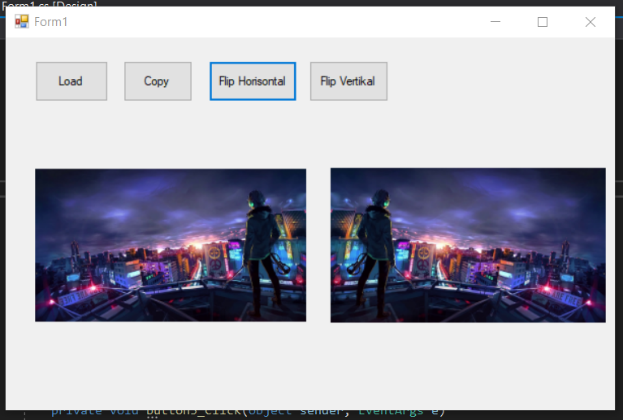 Form1.cs [Design]
Form1
Load
Copy
Flip Horisontal
Flip Vertikal
private void button3_Click(object sender, EventArgs e)